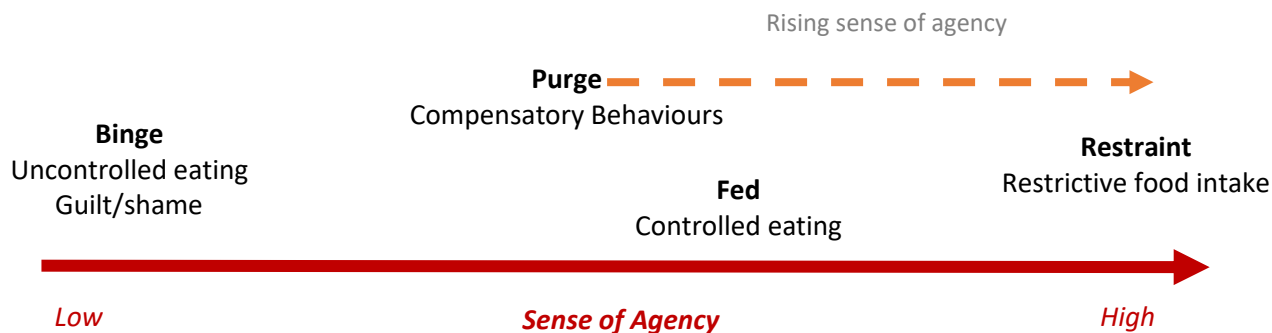 Rising sense of agency
Purge
Compensatory Behaviours
Binge
Uncontrolled eating
Guilt/shame
Restraint
Restrictive food intake
Fed
Controlled eating
Low
Sense of Agency
High